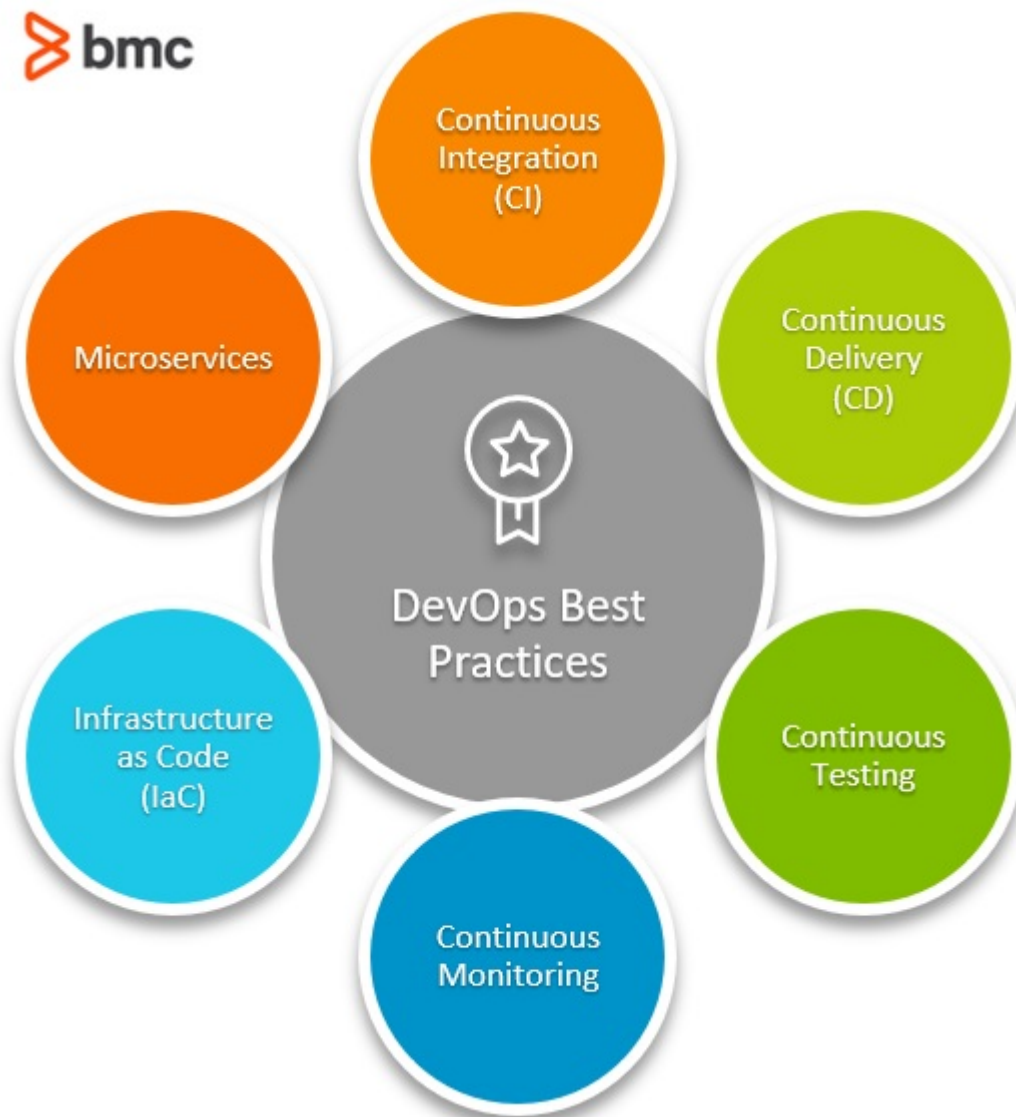 bmc
Continuous
Integration
(CI)
Continuous
Delivery
(CD)
Continuous
Testing
Continuous
Monitoring
Infrastructure
as Code
(IaC)
Microservices
DevOps Best
Practices